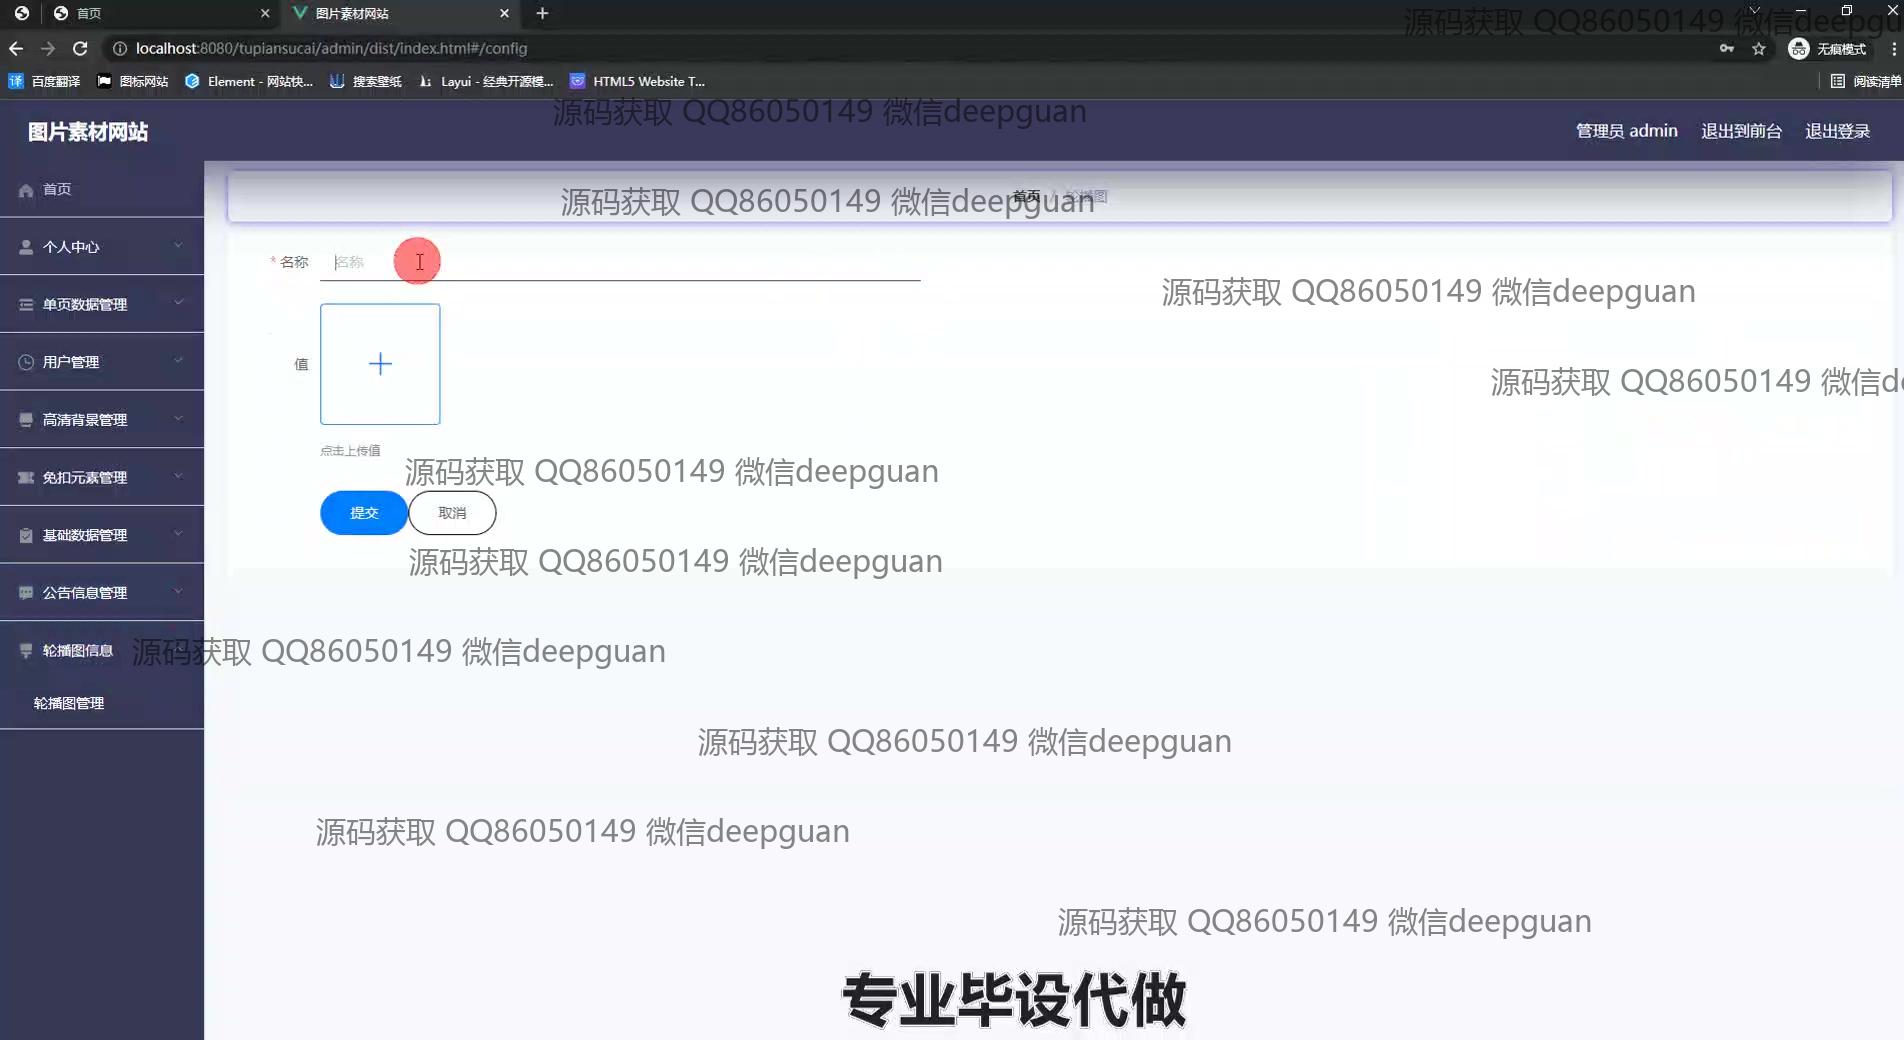 首页
图片素材网站
源码获取 QQ86050149 微信deepgu
localhost:8080/tupiansucai/admin/dist/index.html#/config
无痕模式
百度翻译
图标网站
Element - 网站快...
搜索壁纸
Layui - 经典开源模...
HTML5 Website T...
阅读清单
源码获取 QQ86050149 微信deepguan
图片素材网站
管理员 admin
退出到前台
退出登录
首页
源码获取 QQ86050149 微信deepguan
首页 / 轮播图
个人中心
* 名称
名称
源码获取 QQ86050149 微信deepguan
单页数据管理
用户管理
值
源码获取 QQ86050149 微信de
高清背景管理
点击上传值
免扣元素管理
源码获取 QQ86050149 微信deepguan
提交
取消
基础数据管理
源码获取 QQ86050149 微信deepguan
公告信息管理
轮播图信息
源码获取 QQ86050149 微信deepguan
轮播图管理
源码获取 QQ86050149 微信deepguan
源码获取 QQ86050149 微信deepguan
源码获取 QQ86050149 微信deepguan
专业毕设代做